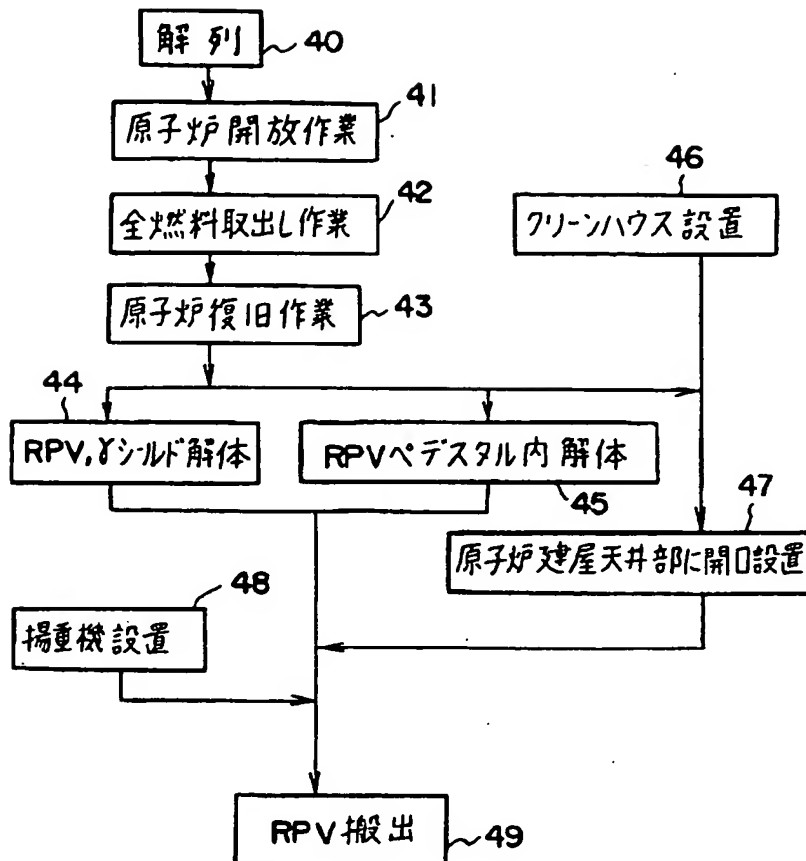 解列
40
41
原子炉開放作業
42
全燃料取出し作業
43
原子炉復旧作業
46
クリーンハウス設置
44
RPV,γシールド解体
RPVペデスタル内解体
45
47
原子炉建屋天井部に開口設置
48
揚重機設置
RPV搬出
49